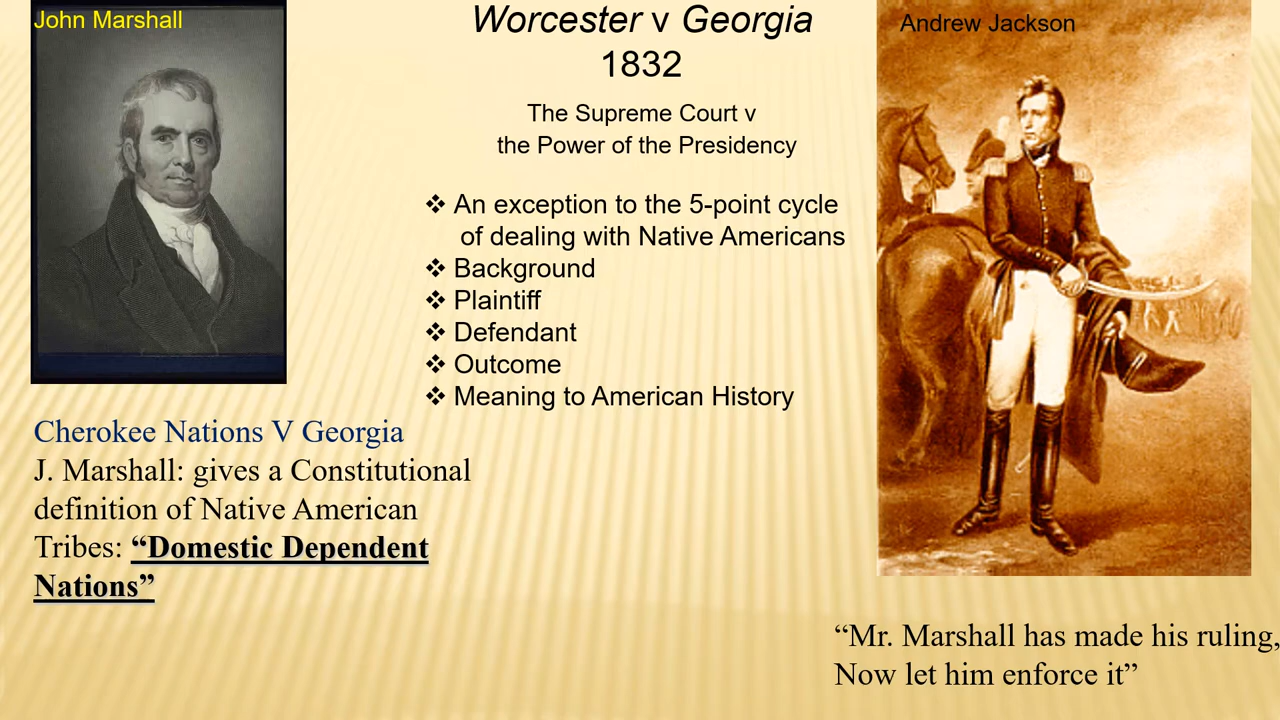 John Marshall
Worcester v Georgia
1832
Andrew Jackson
The Supreme Court v
the Power of the Presidency
❖ An exception to the 5-point cycle
of dealing with Native Americans
❖ Background
❖ Plaintiff
❖ Defendant
❖ Outcome
❖ Meaning to American History
Cherokee Nations V Georgia
J. Marshall: gives a Constitutional
definition of Native American
Tribes: “Domestic Dependent
Nations”
“Mr. Marshall has made his ruling,
Now let him enforce it”